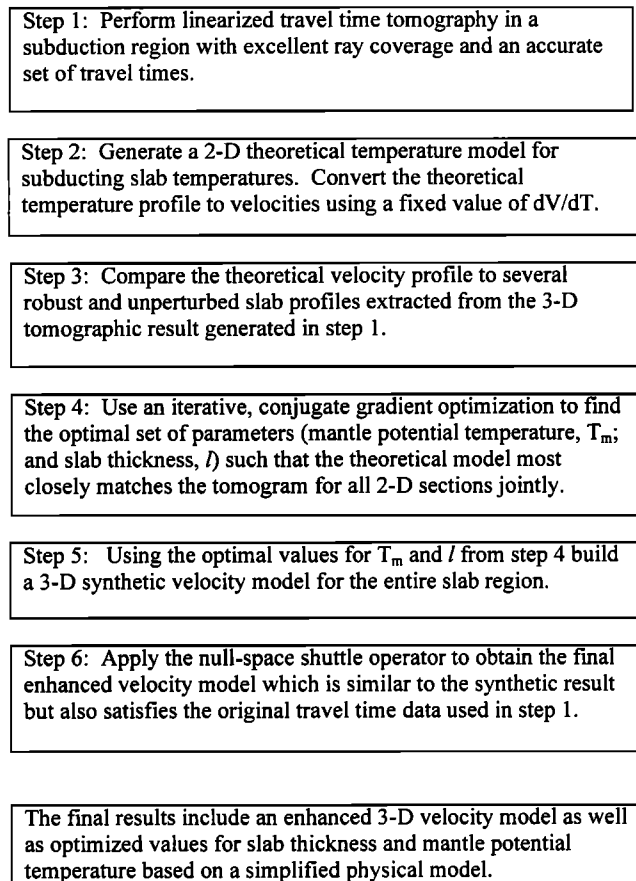 Step 1: Perform linearized travel time tomography in a
subduction region with excellent ray coverage and an accurate
set of travel times.
Step 2: Generate a 2-D theoretical temperature model for
subducting slab temperatures. Convert the theoretical
temperature profile to velocities using a fixed value of dV/dT.
Step 3: Compare the theoretical velocity profile to several
robust and unperturbed slab profiles extracted from the 3-D
tomographic result generated in step 1.
Step 4: Use an iterative, conjugate gradient optimization to find
the optimal set of parameters (mantle potential temperature, Tm;
and slab thickness, l) such that the theoretical model most
closely matches the tomogram for all 2-D sections jointly.
Step 5: Using the optimal values for Tm and l from step 4 build
a 3-D synthetic velocity model for the entire slab region.
Step 6: Apply the null-space shuttle operator to obtain the final
enhanced velocity model which is similar to the synthetic result
but also satisfies the original travel time data used in step 1.
The final results include an enhanced 3-D velocity model as well
as optimized values for slab thickness and mantle potential
temperature based on a simplified physical model.